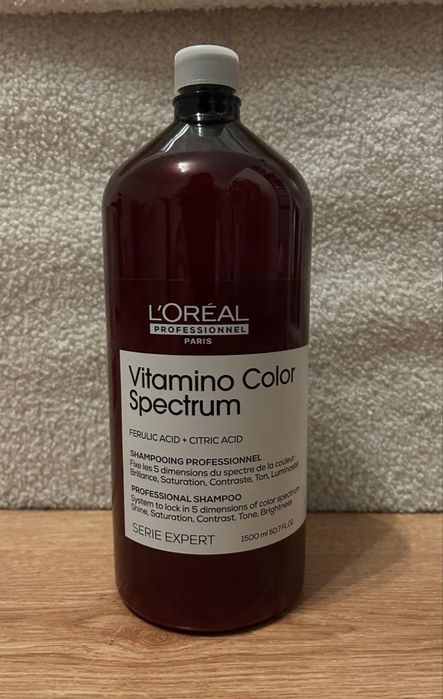 L'ORÉAL
PROFESSIONNEL
PARIS
Vitamino Color
Spectrum
FERULIC ACID + CITRIC ACID
SHAMPOOING PROFESSIONNEL
Fixe les 5 dimensions du spectre de la couleur
Brillance, Saturation, Contraste, Ton, Luminosité
PROFESSIONAL SHAMPOO
System to lock in 5 dimensions of color spectrum
Shine, Saturation, Contrast, Tone, Brightness
SERIE EXPERT
1500 ml 50.7 FL.OZ.